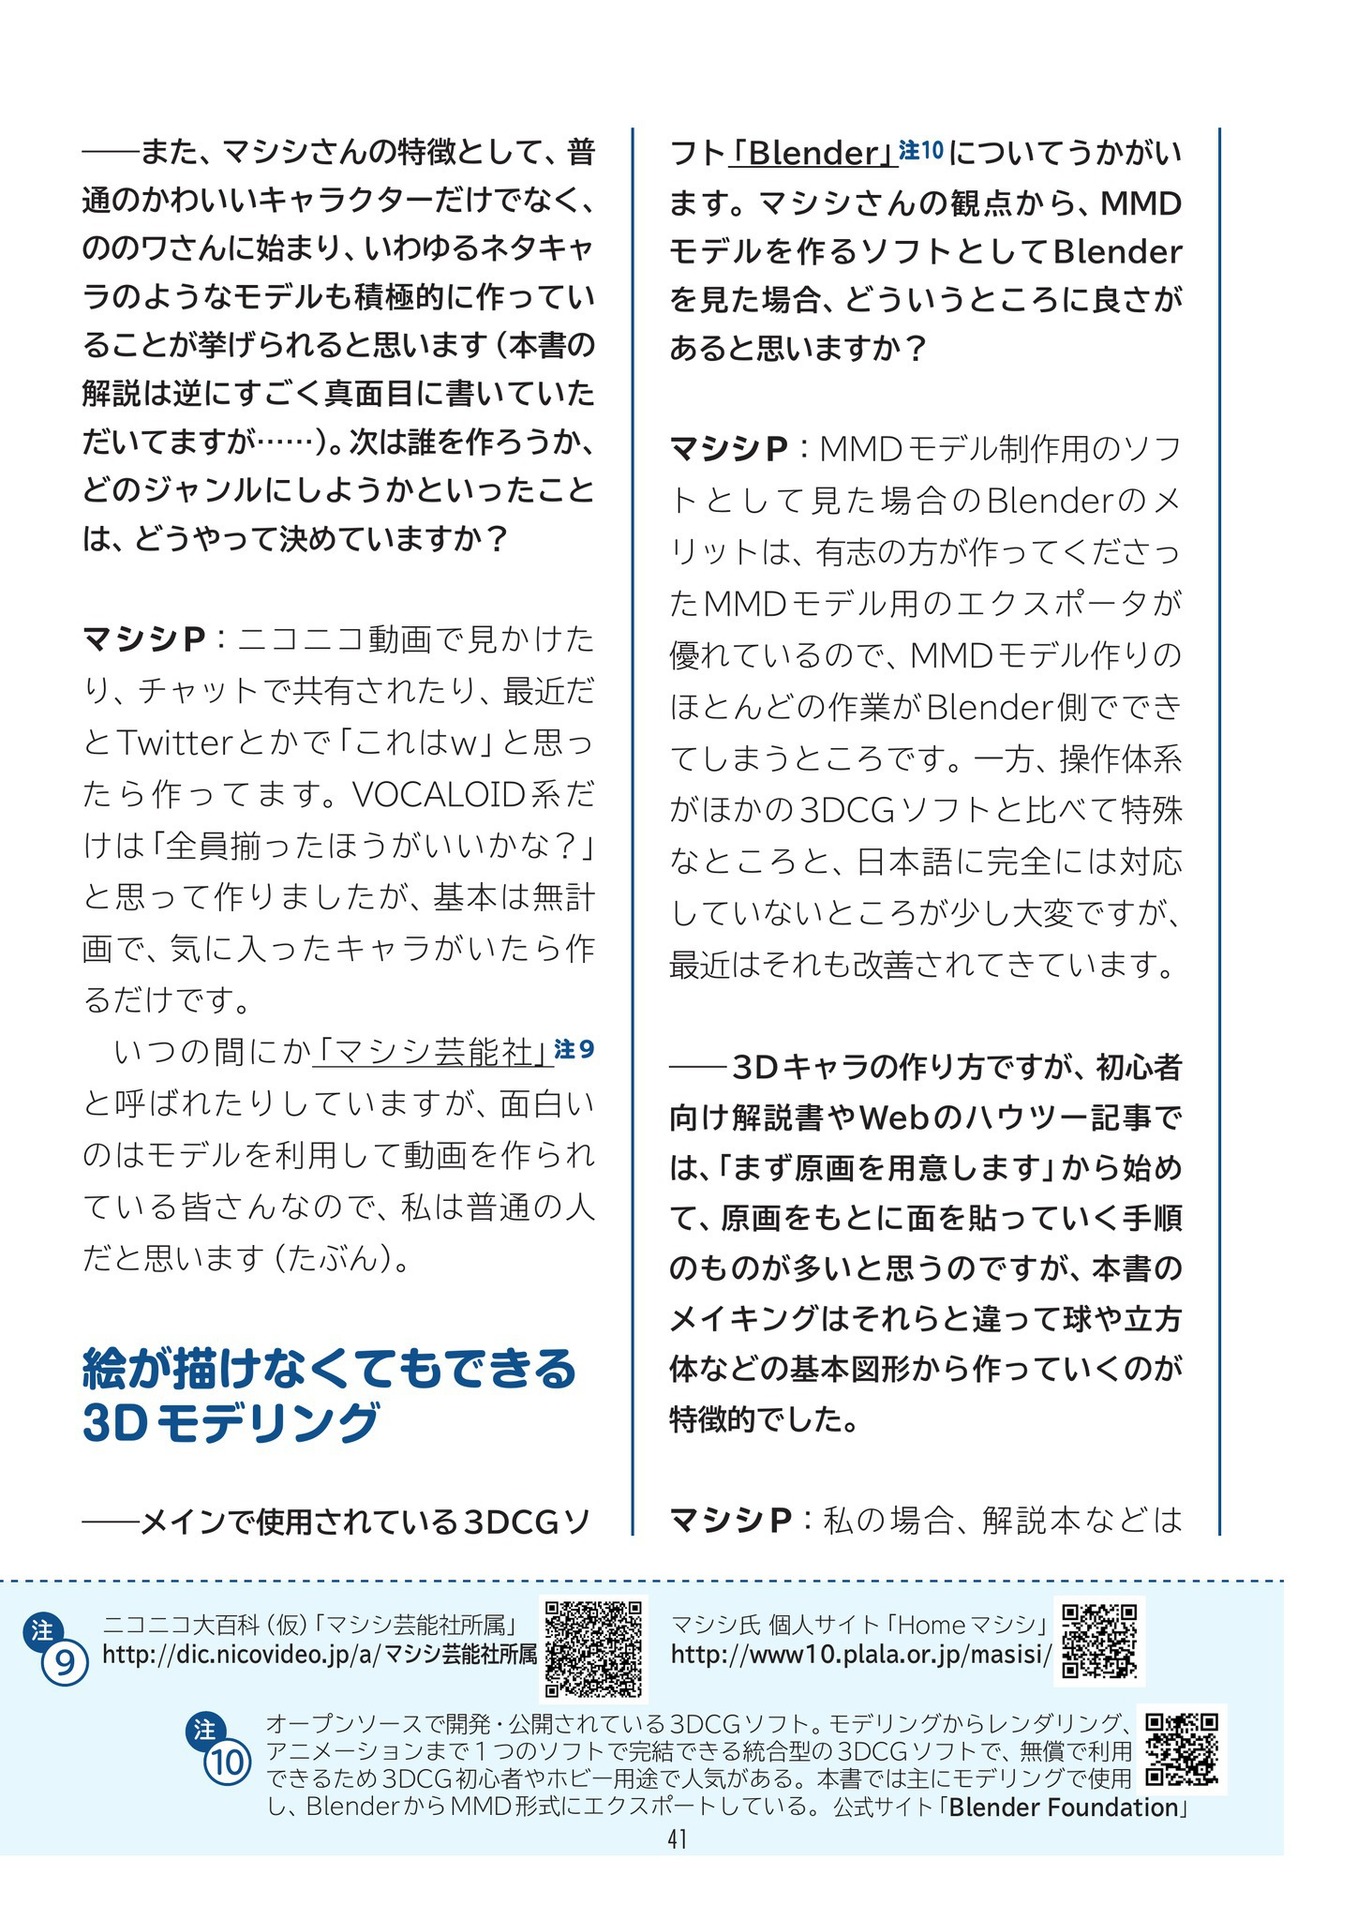 ──また、マシシさんの特徴として、普
通のかわいいキャラクターだけでなく、
ののワさんに始まり、いわゆるネタキャ
ラのようなモデルも積極的に作ってい
ることが挙げられると思います（本書の
解説は逆にすごく真面目に書いていた
だいてますが……）。次は誰を作ろうか、
どのジャンルにしようかといったこと
は、どうやって決めていますか？
マシシP：ニコニコ動画で見かけた
り、チャットで共有されたり、最近だ
とTwitterとかで「これはw」と思っ
たら作ってます。VOCALOID系だ
けは「全員揃ったほうがいいかな？」
と思って作りましたが、基本は無計
画で、気に入ったキャラがいたら作
るだけです。
　いつの間にか「マシシ芸能社」注9
と呼ばれたりしていますが、面白い
のはモデルを利用して動画を作られ
ている皆さんなので、私は普通の人
だと思います（たぶん）。
絵が描けなくてもできる
3Dモデリング
──メインで使用されている3DCGソ
フト「Blender」注10についてうかがい
ます。マシシさんの観点から、MMD
モデルを作るソフトとしてBlender
を見た場合、どういうところに良さが
あると思いますか？
マシシP：MMDモデル制作用のソフ
トとして見た場合のBlenderのメ
リットは、有志の方が作ってくださっ
たMMDモデル用のエクスポータが
優れているので、MMDモデル作りの
ほとんどの作業がBlender側ででき
てしまうところです。一方、操作体系
がほかの3DCGソフトと比べて特殊
なところと、日本語に完全には対応
していないところが少し大変ですが、
最近はそれも改善されてきています。
──3Dキャラの作り方ですが、初心者
向け解説書やWebのハウツー記事で
は、「まず原画を用意します」から始め
て、原画をもとに面を貼っていく手順
のものが多いと思うのですが、本書の
メイキングはそれらと違って球や立方
体などの基本図形から作っていくのが
特徴的でした。
マシシP：私の場合、解説本などは
注9
ニコニコ大百科（仮）「マシシ芸能社所属」
http://dic.nicovideo.jp/a/マシシ芸能社所属
マシシ氏 個人サイト「Homeマシシ」
http://www10.plala.or.jp/masisi/
注10
オープンソースで開発・公開されている3DCGソフト。モデリングからレンダリング、
アニメーションまで1つのソフトで完結できる統合型の3DCGソフトで、無償で利用
できるため3DCG初心者やホビー用途で人気がある。本書では主にモデリングで使用
し、BlenderからMMD形式にエクスポートしている。公式サイト「Blender Foundation」
41